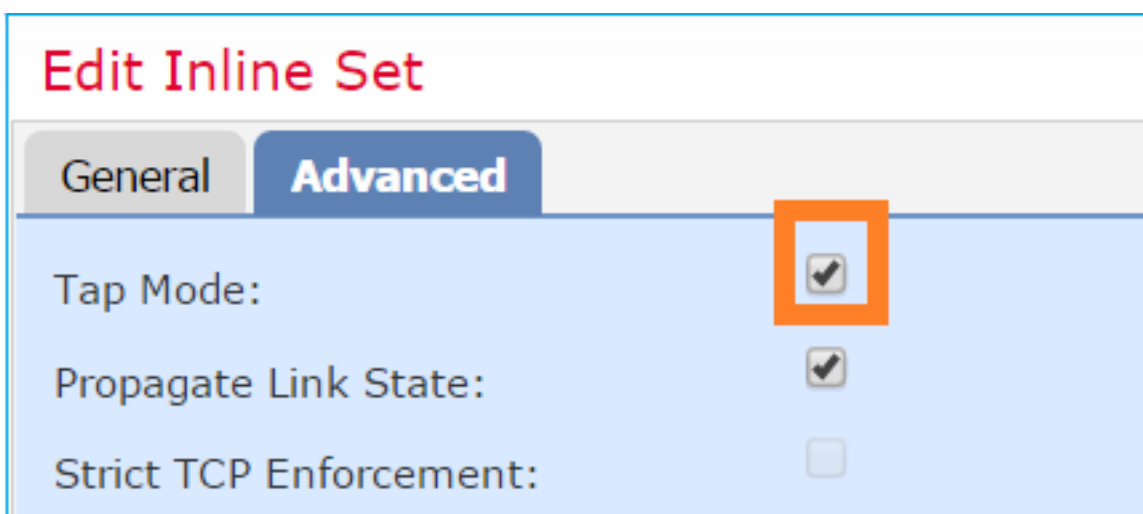 Edit Inline Set
General Advanced
Tap Mode:
Propagate Link State:
Strict TCP Enforcement: